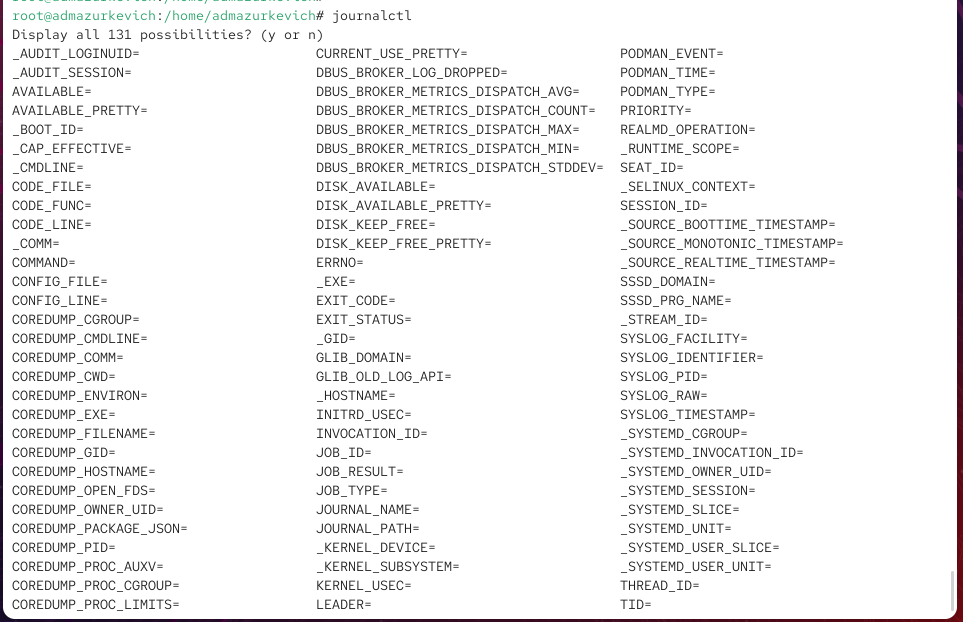 root@admazurkevich:/home/admazurkevich# journalctl
Display all 131 possibilities? (y or n)
_AUDIT_LOGINUID= CURRENT_USE_PRETTY= PODMAN_EVENT=
_AUDIT_SESSION= DBUS_BROKER_LOG_DROPPED= PODMAN_TIME=
AVAILABLE= DBUS_BROKER_METRICS_DISPATCH_AVG= PODMAN_TYPE=
AVAILABLE_PRETTY= DBUS_BROKER_METRICS_DISPATCH_COUNT= PRIORITY=
_BOOT_ID= DBUS_BROKER_METRICS_DISPATCH_MAX= REALMD_OPERATION=
_CAP_EFFECTIVE= DBUS_BROKER_METRICS_DISPATCH_MIN= _RUNTIME_SCOPE=
_CMDLINE= DBUS_BROKER_METRICS_DISPATCH_STDDEV= SEAT_ID=
CODE_FILE= DISK_AVAILABLE= _SELINUX_CONTEXT=
CODE_FUNC= DISK_AVAILABLE_PRETTY= SESSION_ID=
CODE_LINE= DISK_KEEP_FREE= _SOURCE_BOOTTIME_TIMESTAMP=
_COMM= DISK_KEEP_FREE_PRETTY= _SOURCE_MONOTONIC_TIMESTAMP=
COMMAND= ERRNO= _SOURCE_REALTIME_TIMESTAMP=
CONFIG_FILE= _EXE= SSSD_DOMAIN=
CONFIG_LINE= EXIT_CODE= SSSD_PRG_NAME=
COREDUMP_CGROUP= EXIT_STATUS= _STREAM_ID=
COREDUMP_CMDLINE= _GID= SYSLOG_FACILITY=
COREDUMP_COMM= GLIB_DOMAIN= SYSLOG_IDENTIFIER=
COREDUMP_CWD= GLIB_OLD_LOG_API= SYSLOG_PID=
COREDUMP_ENVIRON= _HOSTNAME= SYSLOG_RAW=
COREDUMP_EXE= INITRD_USEC= SYSLOG_TIMESTAMP=
COREDUMP_FILENAME= INVOCATION_ID= _SYSTEMD_CGROUP=
COREDUMP_GID= JOB_ID= _SYSTEMD_INVOCATION_ID=
COREDUMP_HOSTNAME= JOB_RESULT= _SYSTEMD_OWNER_UID=
COREDUMP_OPEN_FDS= JOB_TYPE= _SYSTEMD_SESSION=
COREDUMP_OWNER_UID= JOURNAL_NAME= _SYSTEMD_SLICE=
COREDUMP_PACKAGE_JSON= JOURNAL_PATH= _SYSTEMD_UNIT=
COREDUMP_PID= _KERNEL_DEVICE= _SYSTEMD_USER_SLICE=
COREDUMP_PROC_AUXV= _KERNEL_SUBSYSTEM= _SYSTEMD_USER_UNIT=
COREDUMP_PROC_CGROUP= KERNEL_USEC= THREAD_ID=
COREDUMP_PROC_LIMITS= LEADER= TID=